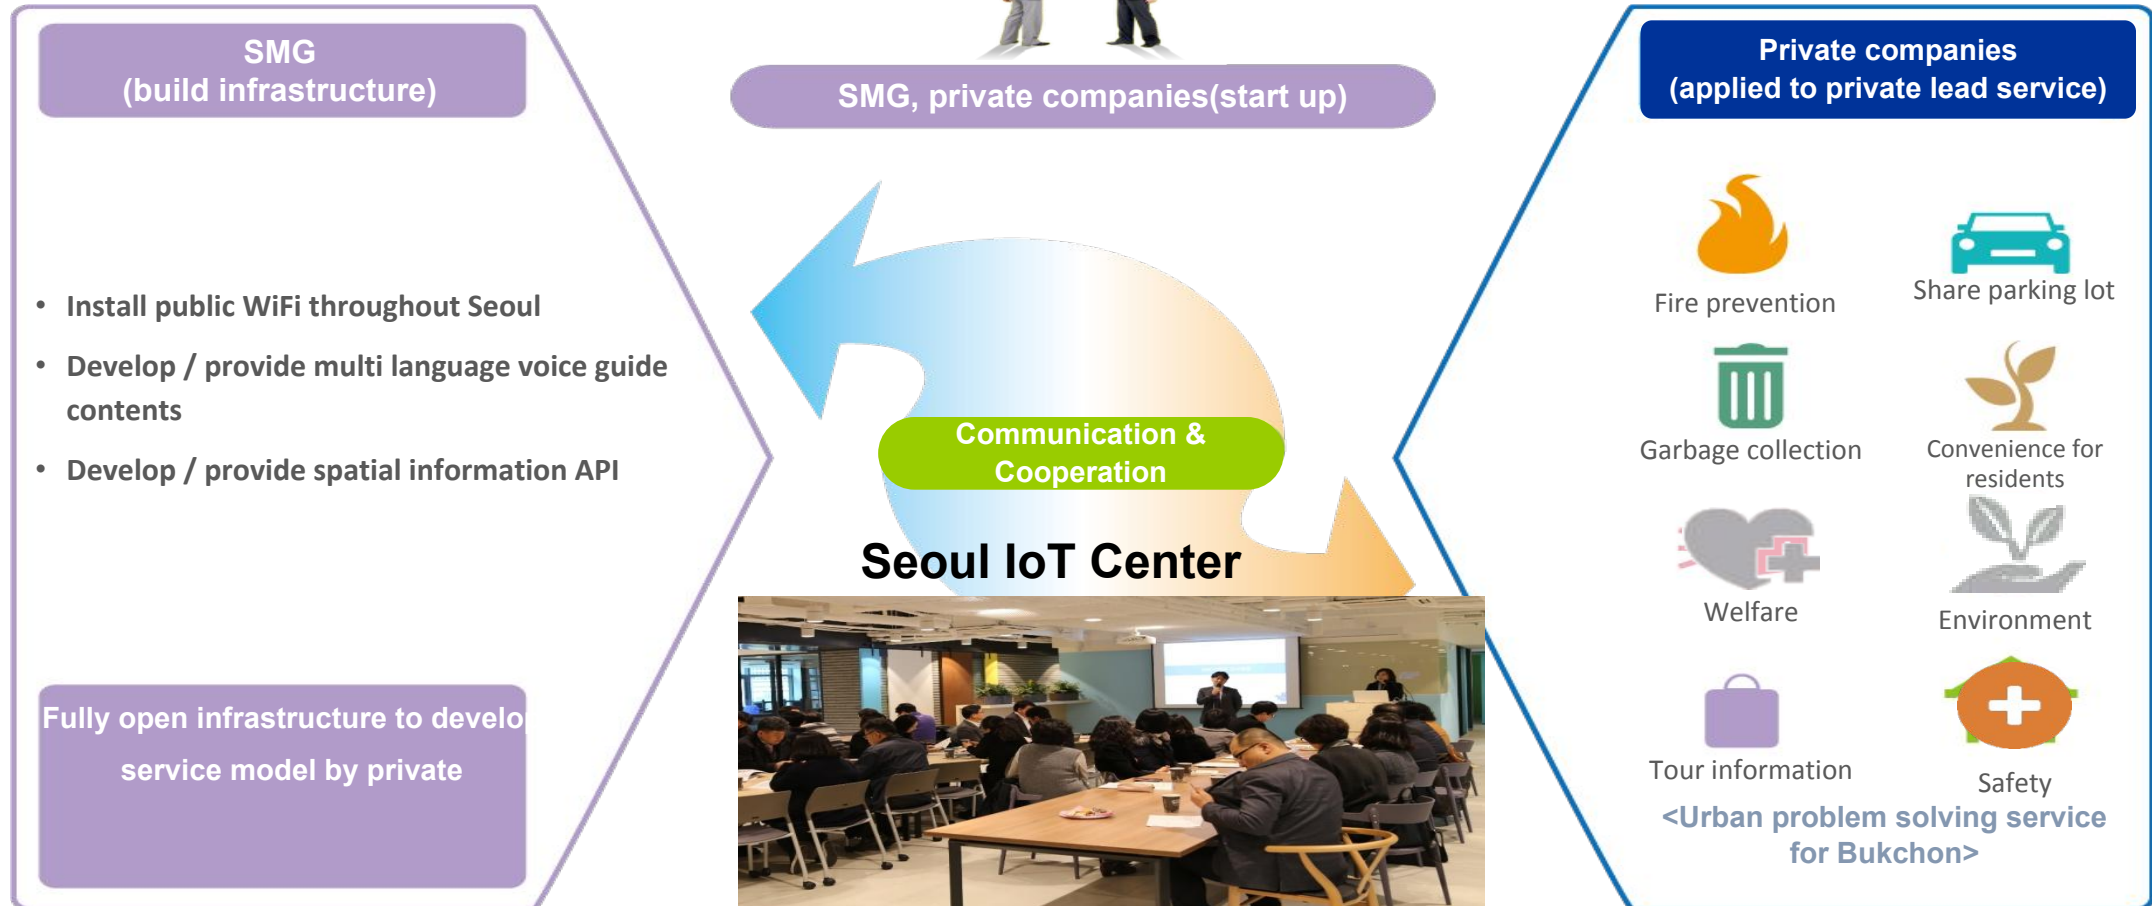 SMG
(build infrastructure)
• Install public WiFi throughout Seoul
• Develop / provide multi language voice guide
contents
• Develop / provide spatial information API
Fully open infrastructure to develop
service model by private
SMG, private companies(start up)
Communication &
Cooperation
Seoul IoT Center
Private companies
(applied to private lead service)
Fire prevention
Share parking lot
Garbage collection
Convenience for
residents
Welfare
Environment
Tour information
Safety
<Urban problem solving service
for Bukchon>